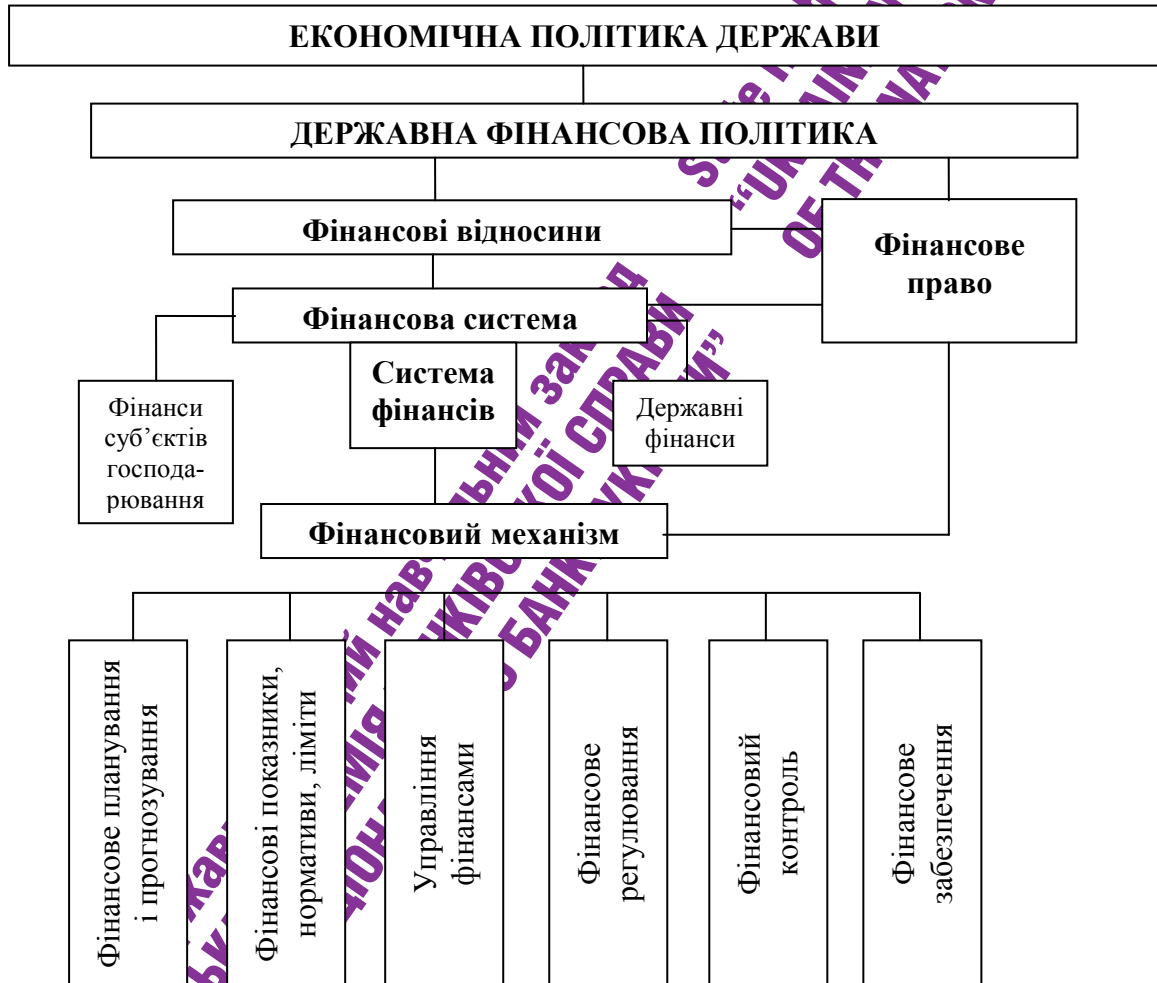 ЕКОНОМІЧНА ПОЛІТИКА ДЕРЖАВИ
ДЕРЖАВНА ФІНАНСОВА ПОЛІТИКА
Фінансові відносини
Фінансове
право
Фінансова система
Система
фінансів
Фінанси
суб’єктів
господа-
рювання
Державні
фінанси
Фінансовий механізм
Фінансове планування
і прогнозування
Фінансові показники,
нормативи, ліміти
Управління
фінансами
Фінансове
регулювання
Фінансовий
контроль
Фінансове
забезпечення